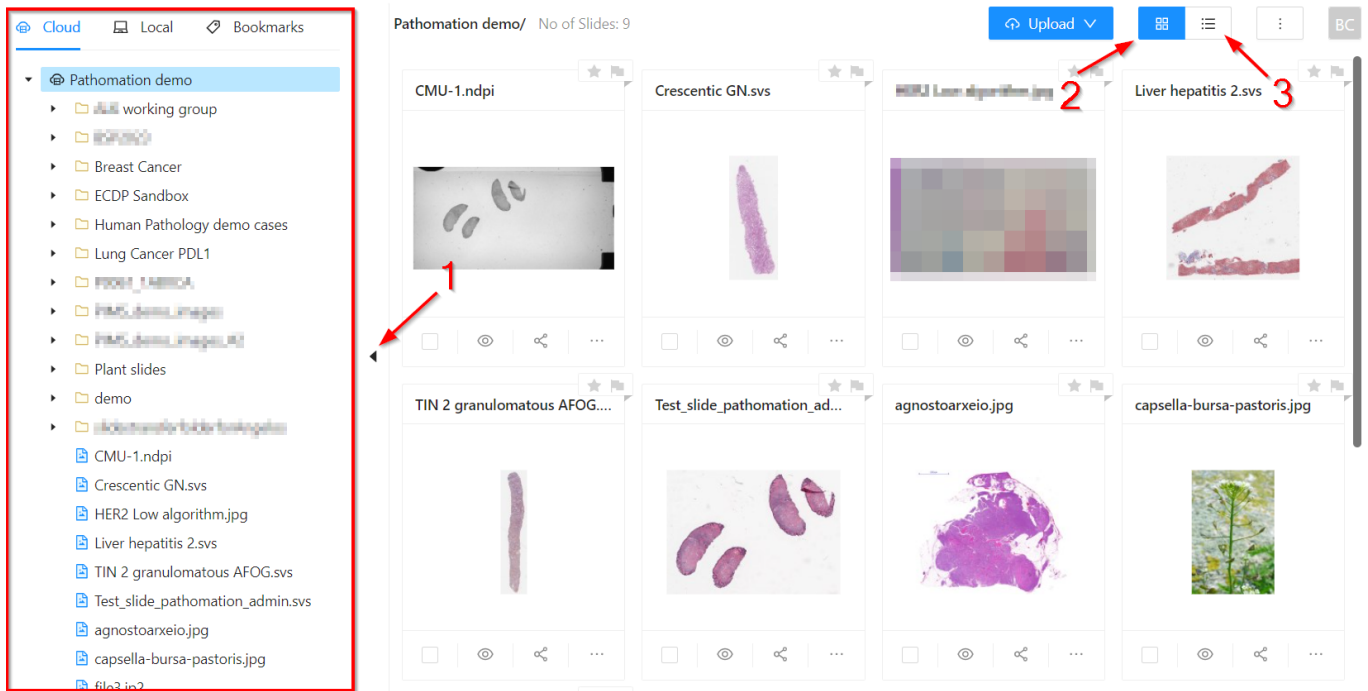 Cloud Local Bookmarks
Pathomation demo
working group
Breast Cancer
ECDP Sandbox
Human Pathology demo cases
Lung Cancer PDL1
Plant slides
demo
CMU-1.ndpi
Crescentic GN.svs
HER2 Low algorithm.jpg
Liver hepatitis 2.svs
TIN 2 granulomatous AFOG.svs
Test_slide_pathomation_admin.svs
agnostoarxeio.jpg
capsella-bursa-pastoris.jpg
file3.jp2
1
Pathomation demo/ No of Slides: 9
Upload
BC
2
3
CMU-1.ndpi
Crescentic GN.svs
Liver hepatitis 2.svs
TIN 2 granulomatous AFOG....
Test_slide_pathomation_ad...
agnostoarxeio.jpg
capsella-bursa-pastoris.jpg